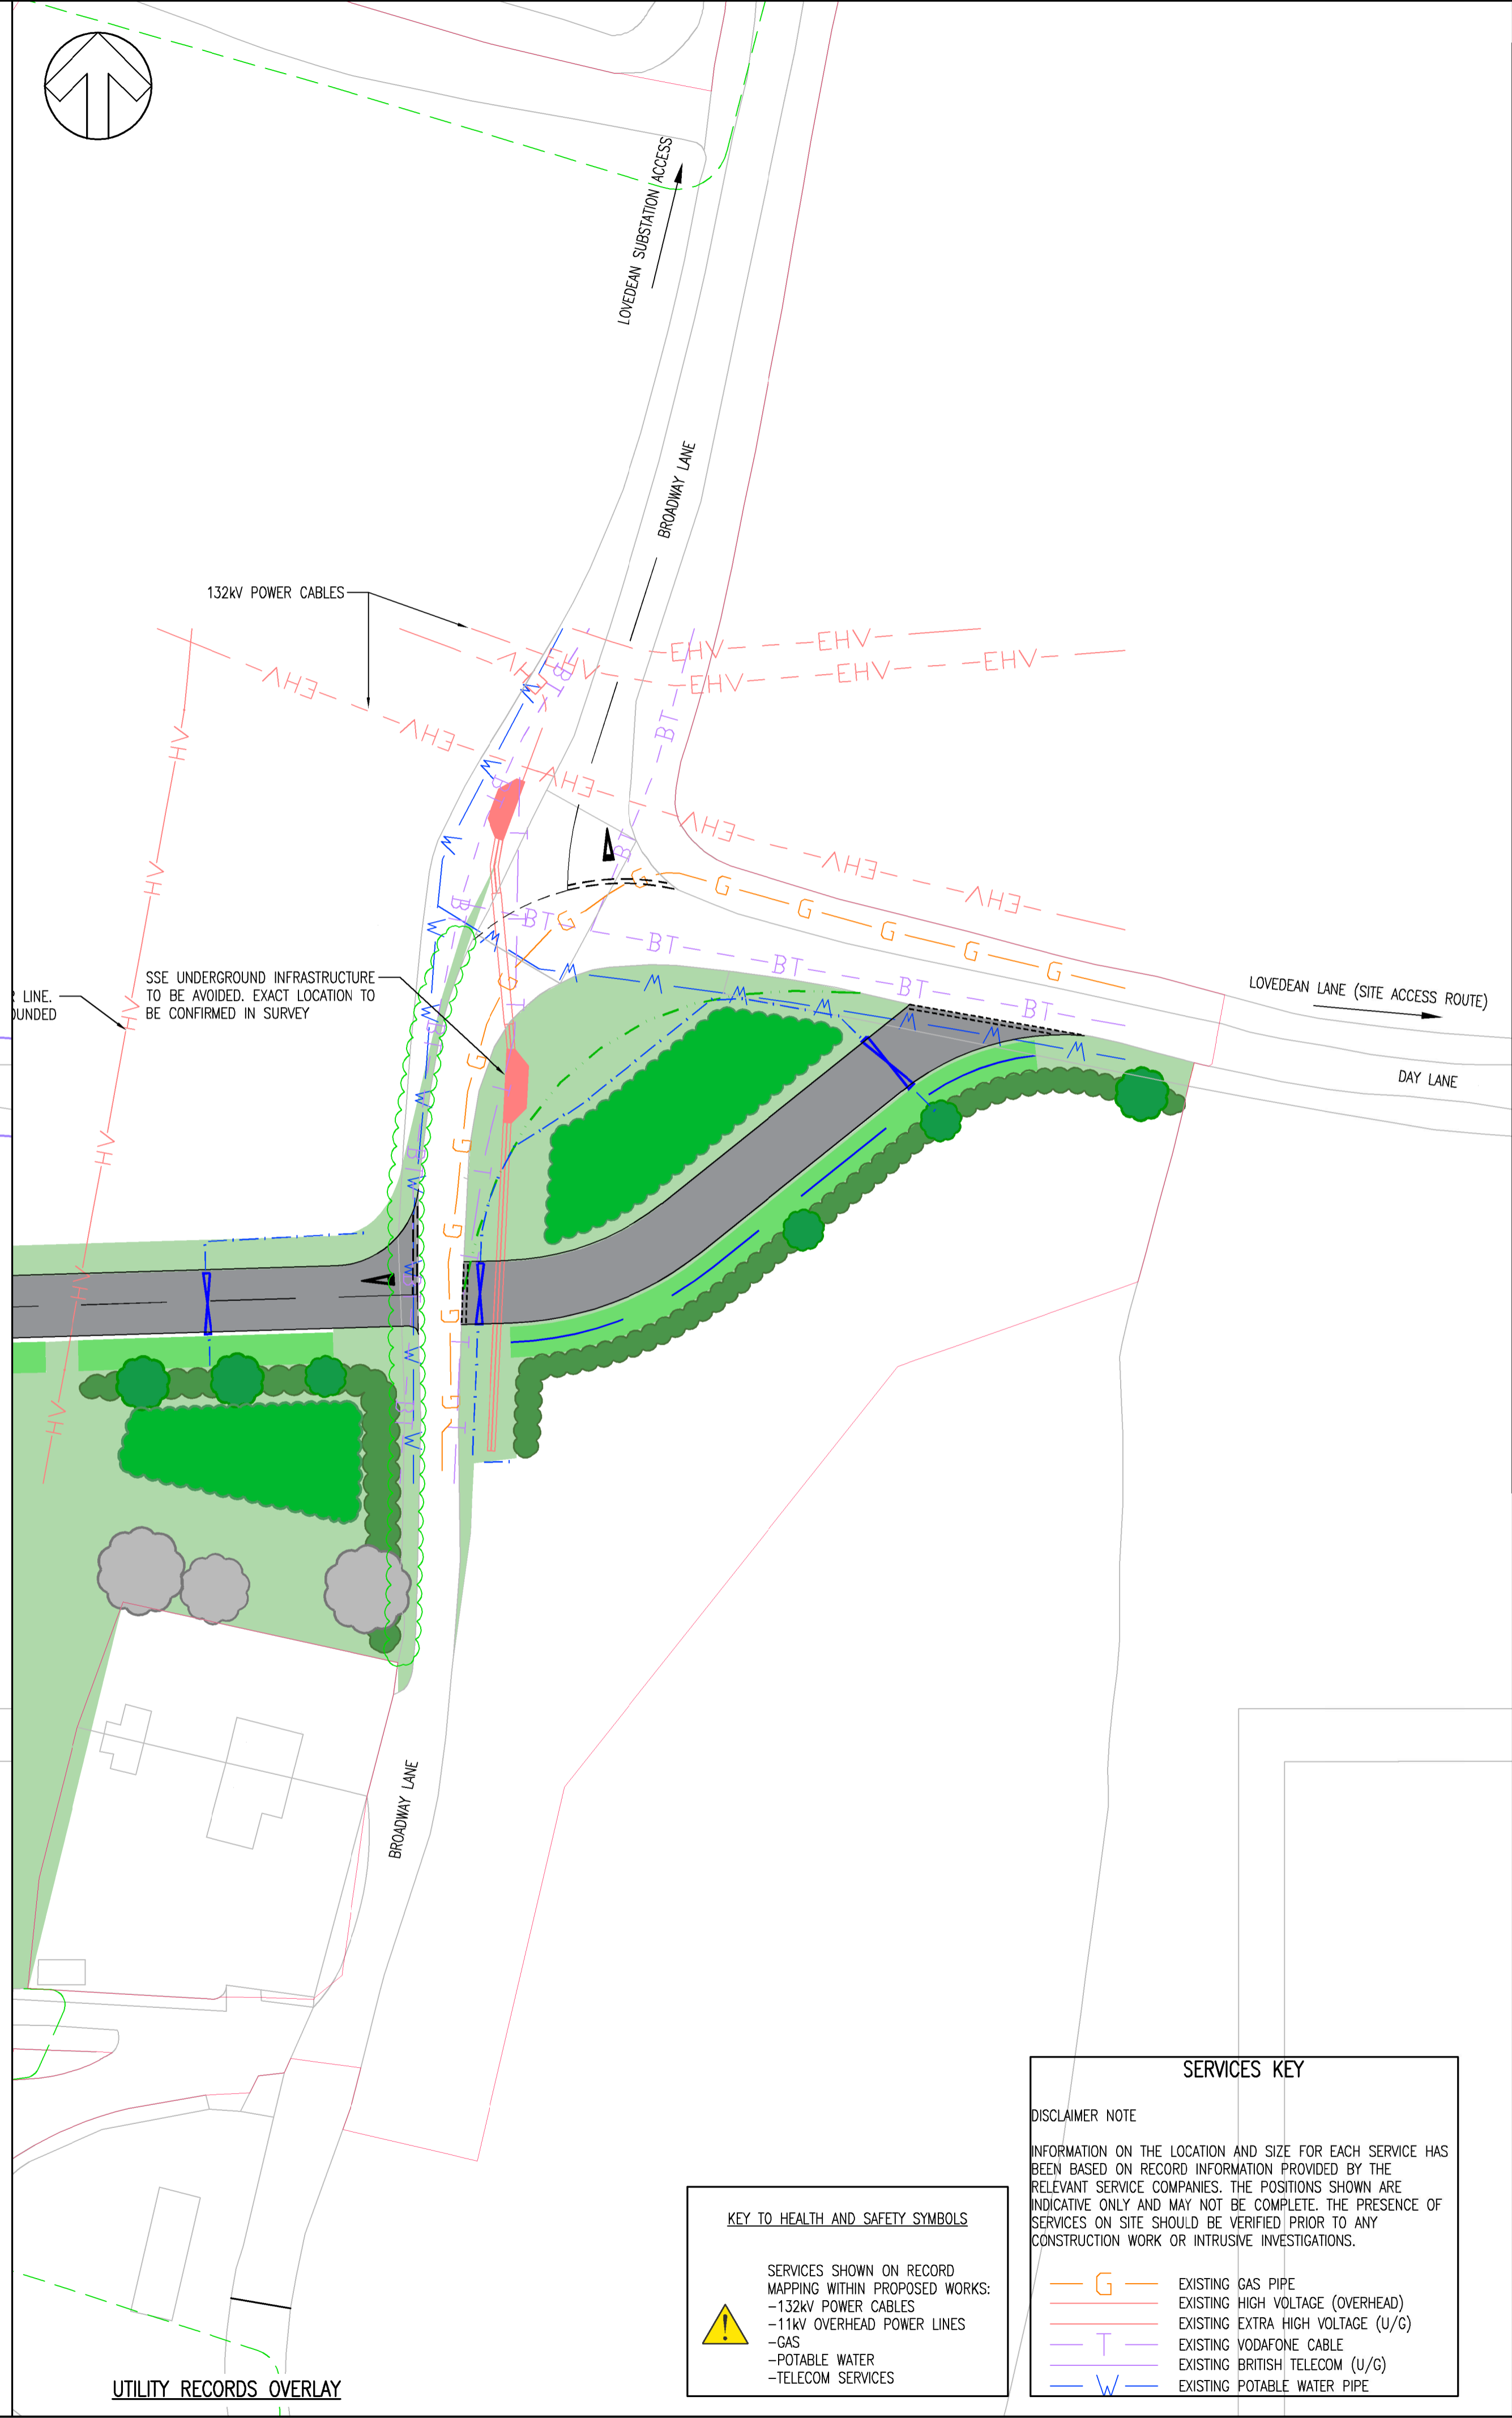 LOVEDEAN SUBSTATION ACCESS
BROADWAY LANE
132kV POWER CABLES
EHV
EHV
EHV
EHV
EHV
EHV
EHV
EHV
EHV
EHV
EHV
EHV
HV
HV
HV
HV
HV
HV
BT
BT
BT
BT
BT
BT
BT
BT
W
W
W
W
W
W
W
W
W
W
W
W
G
G
G
G
G
G
G
G
G
G
G
G
G
T
T
T
T
SSE UNDERGROUND INFRASTRUCTURE
TO BE AVOIDED. EXACT LOCATION TO
BE CONFIRMED IN SURVEY
LINE.
OUNDED
LOVEDEAN LANE (SITE ACCESS ROUTE)
DAY LANE
BROADWAY LANE
SERVICES KEY
DISCLAIMER NOTE
INFORMATION ON THE LOCATION AND SIZE FOR EACH SERVICE HAS
BEEN BASED ON RECORD INFORMATION PROVIDED BY THE
RELEVANT SERVICE COMPANIES. THE POSITIONS SHOWN ARE
INDICATIVE ONLY AND MAY NOT BE COMPLETE. THE PRESENCE OF
SERVICES ON SITE SHOULD BE VERIFIED PRIOR TO ANY
CONSTRUCTION WORK OR INTRUSIVE INVESTIGATIONS.
G EXISTING GAS PIPE
EXISTING HIGH VOLTAGE (OVERHEAD)
EXISTING EXTRA HIGH VOLTAGE (U/G)
T EXISTING VODAFONE CABLE
EXISTING BRITISH TELECOM (U/G)
W EXISTING POTABLE WATER PIPE
KEY TO HEALTH AND SAFETY SYMBOLS
SERVICES SHOWN ON RECORD
MAPPING WITHIN PROPOSED WORKS:
-132kV POWER CABLES
-11kV OVERHEAD POWER LINES
-GAS
-POTABLE WATER
-TELECOM SERVICES
!
UTILITY RECORDS OVERLAY